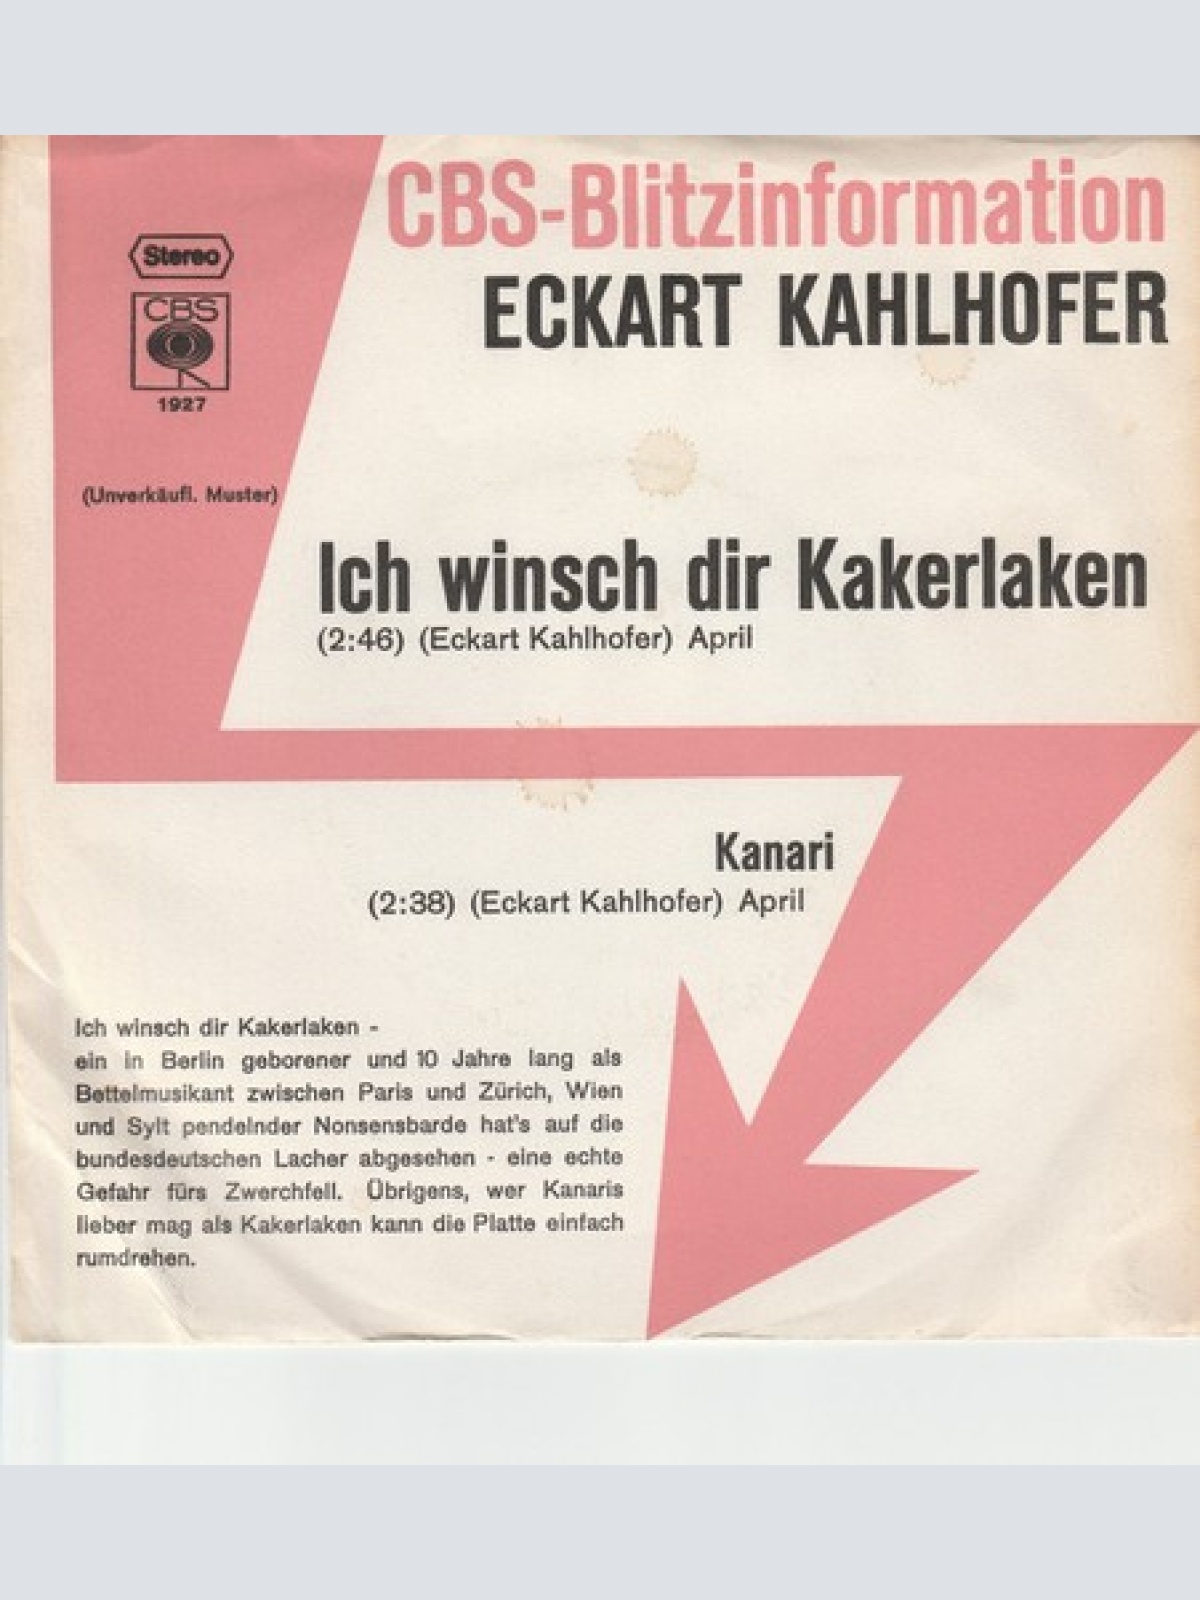 CBS-Blitzinformation
ECKART KAHLHOFER
Stereo
CBS
1927
(Unverkäufl. Muster)
Ich winsch dir Kakerlaken
(2:46) (Eckart Kahlhofer) April
Kanari
(2:38) (Eckart Kahlhofer) April
Ich winsch dir Kakerlaken -
ein in Berlin geborener und 10 Jahre lang als
Bettelmusikant zwischen Paris und Zürich, Wien
und Sylt pendelnder Nonsensbarde hat's auf die
bundesdeutschen Lacher abgesehen - eine echte
Gefahr fürs Zwerchfell. Übrigens, wer Kanaris
lieber mag als Kakerlaken kann die Platte einfach
rumdrehen.